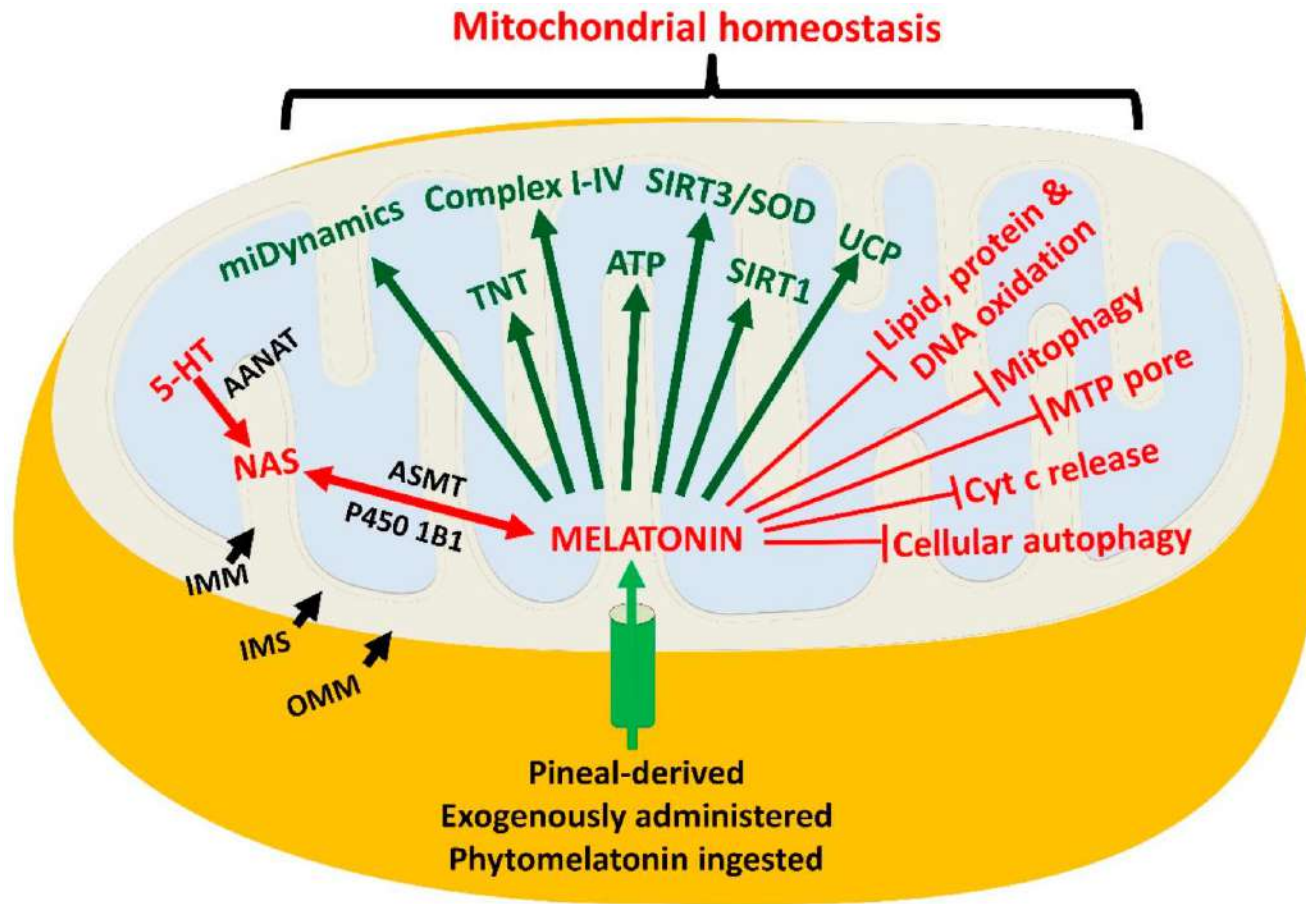 Mitochondrial homeostasis
miDynamics
Complex I-IV
SIRT3/SOD
UCP
TNT
ATP
SIRT1
Lipid, protein &
DNA oxidation
Mitophagy
MTP pore
Cyt c release
Cellular autophagy
5-HT
AANAT
NAS
ASMT
P450 1B1
MELATONIN
IMM
IMS
OMM
Pineal-derived
Exogenously administered
Phytomelatonin ingested